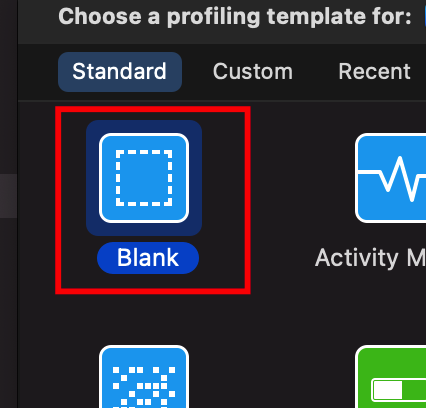 Choose a profiling template for:
Standard Custom Recent
Blank
Activity M